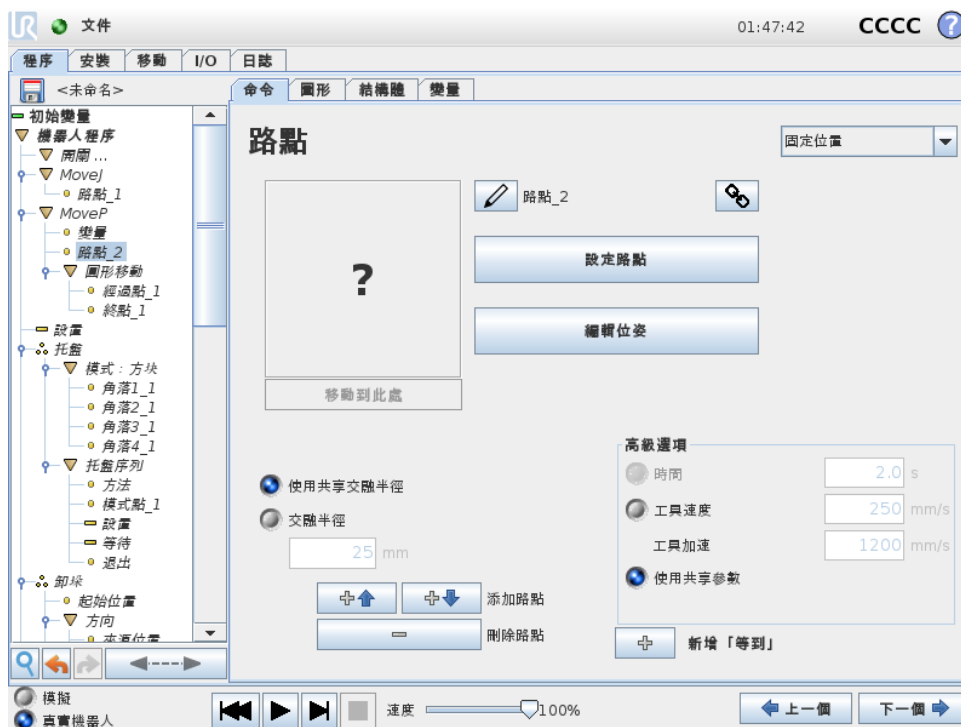 UR 文件 01:47:42 CCCC ?
程序 安裝 移動 I/O 日誌
<未命名>
命令 圖形 結構體 變量
初始變量
機器人程序
開關 ...
MoveJ
路點_1
MoveP
變量
路點_2
圓形移動
經過點_1
終點_1
設置
托盤
模式：方块
角落1_1
角落2_1
角落3_1
角落4_1
托盤序列
方法
模式點_1
設置
等待
退出
卸垛
起始位置
方向
來源位置
路點
固定位置
?
路點_2
設定路點
編輯位姿
移動到此處
使用共享交融半徑
交融半徑
25 mm
添加路點
刪除路點
高級選項
時間 2.0 s
工具速度 250 mm/s
工具加速 1200 mm/s
使用共享參數
新增「等到」
模擬
真實機器人
速度 100%
上一個 下一個